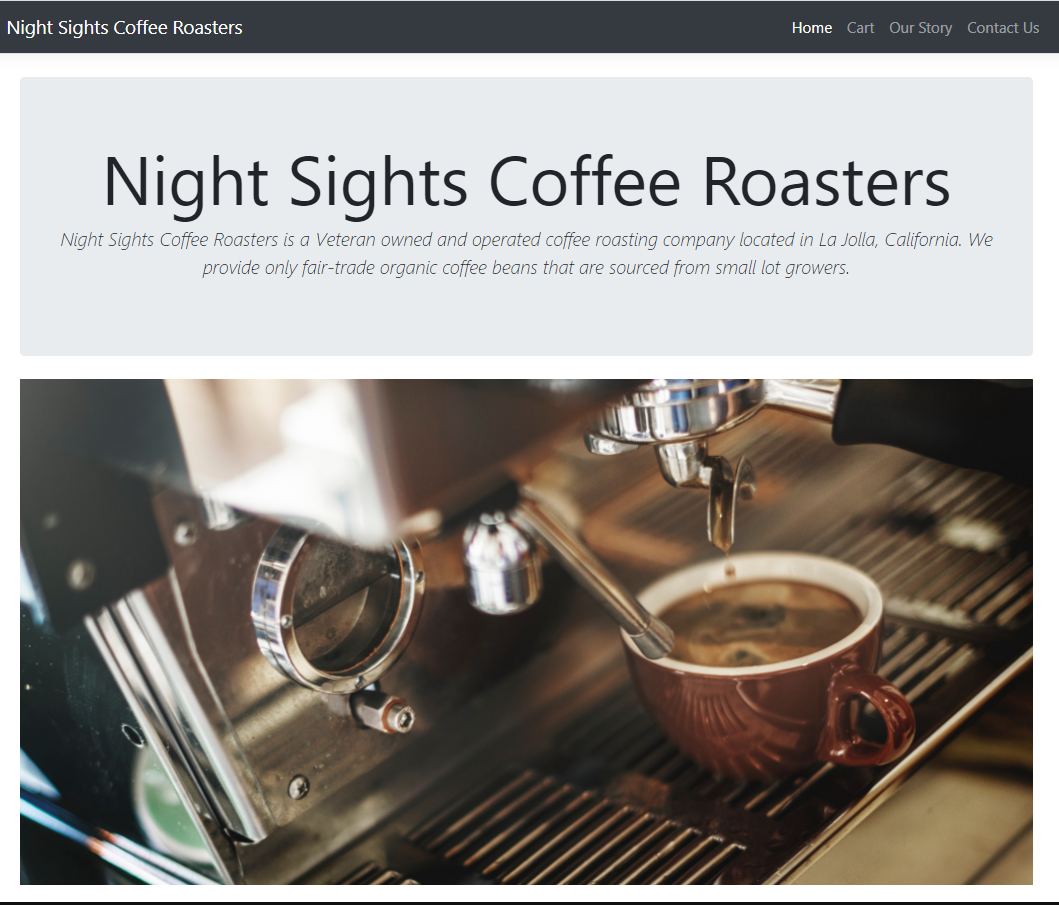 Night Sights Coffee Roasters
Home Cart Our Story Contact Us
Night Sights Coffee Roasters
Night Sights Coffee Roasters is a Veteran owned and operated coffee roasting company located in La Jolla, California. We
provide only fair-trade organic coffee beans that are sourced from small lot growers.